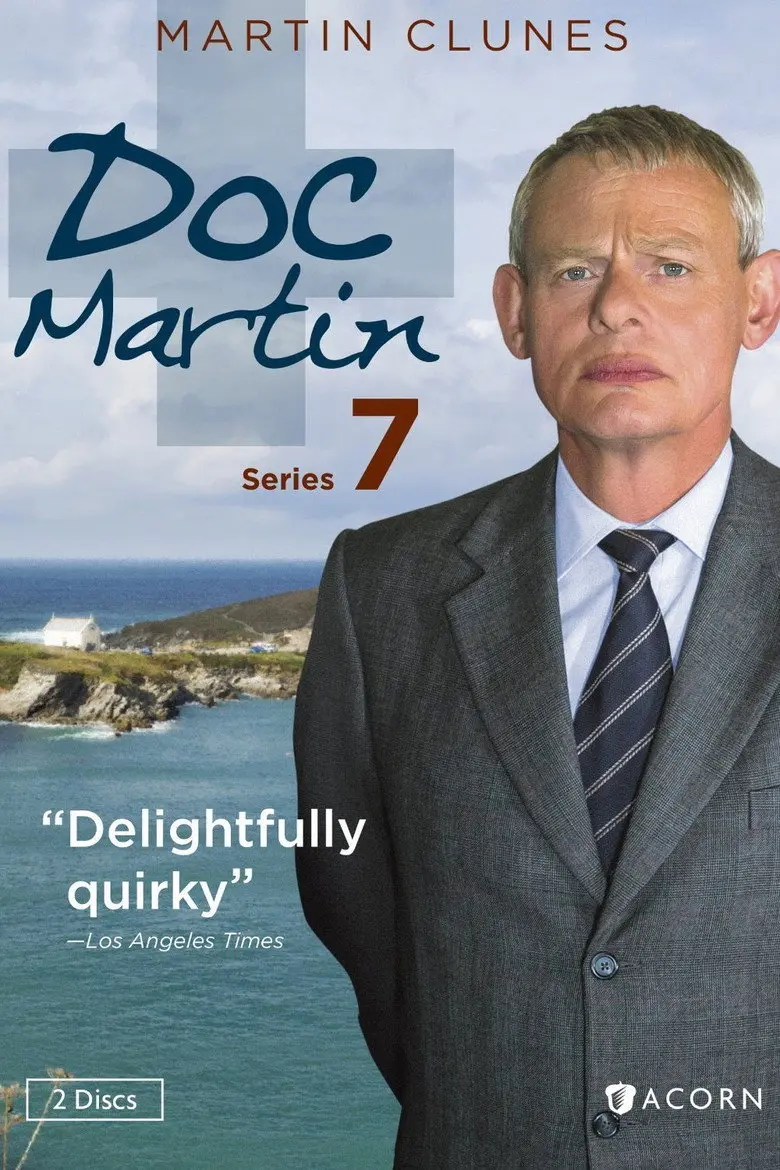 MARTIN CLUNES
Doc
Martin
Series 7
“Delightfully
quirky”
—Los Angeles Times
2 Discs
ACORN